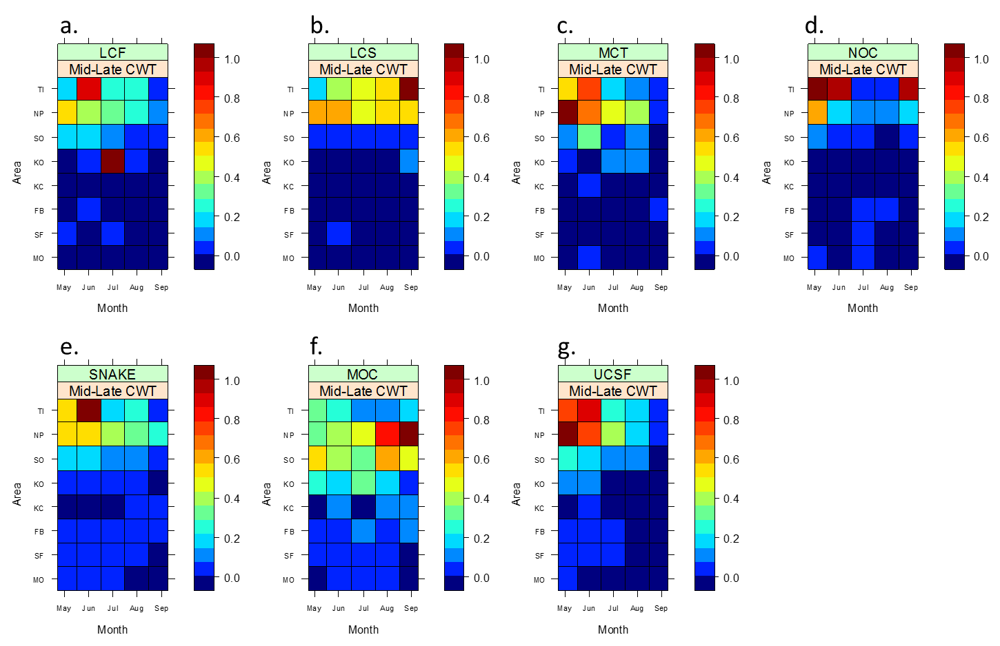 a.
LCF
Mid-Late CWT
TI
NP
SO
KO
KC
FB
SF
MO
Area
May Jun Jul Aug Sep
Month
1.0
0.8
0.6
0.4
0.2
0.0
b.
LCS
Mid-Late CWT
TI
NP
SO
KO
KC
FB
SF
MO
Area
May Jun Jul Aug Sep
Month
1.0
0.8
0.6
0.4
0.2
0.0
c.
MCT
Mid-Late CWT
TI
NP
SO
KO
KC
FB
SF
MO
Area
May Jun Jul Aug Sep
Month
1.0
0.8
0.6
0.4
0.2
0.0
d.
NOC
Mid-Late CWT
TI
NP
SO
KO
KC
FB
SF
MO
Area
May Jun Jul Aug Sep
Month
1.0
0.8
0.6
0.4
0.2
0.0
e.
SNAKE
Mid-Late CWT
TI
NP
SO
KO
KC
FB
SF
MO
Area
May Jun Jul Aug Sep
Month
1.0
0.8
0.6
0.4
0.2
0.0
f.
MOC
Mid-Late CWT
TI
NP
SO
KO
KC
FB
SF
MO
Area
May Jun Jul Aug Sep
Month
1.0
0.8
0.6
0.4
0.2
0.0
g.
UCSF
Mid-Late CWT
TI
NP
SO
KO
KC
FB
SF
MO
Area
May Jun Jul Aug Sep
Month
1.0
0.8
0.6
0.4
0.2
0.0